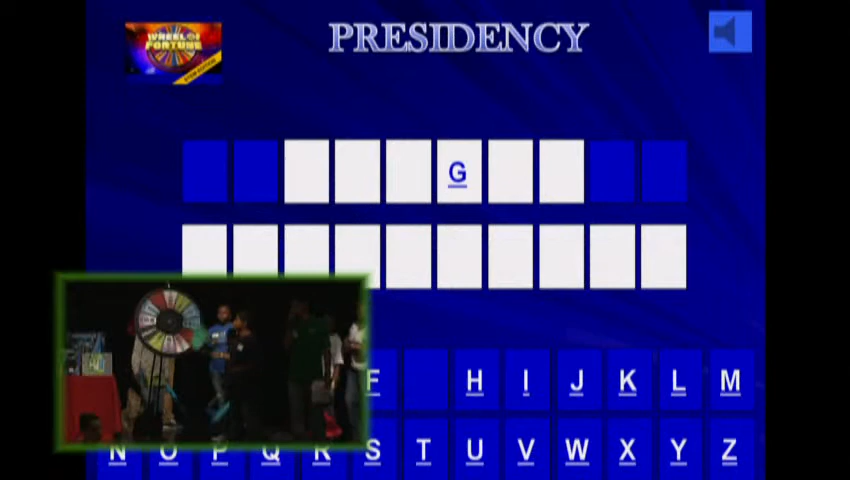 WHEEL OF
FORTUNE
PRESIDENCY
G
F H I J K L M
N O P Q R S T U V W X Y Z